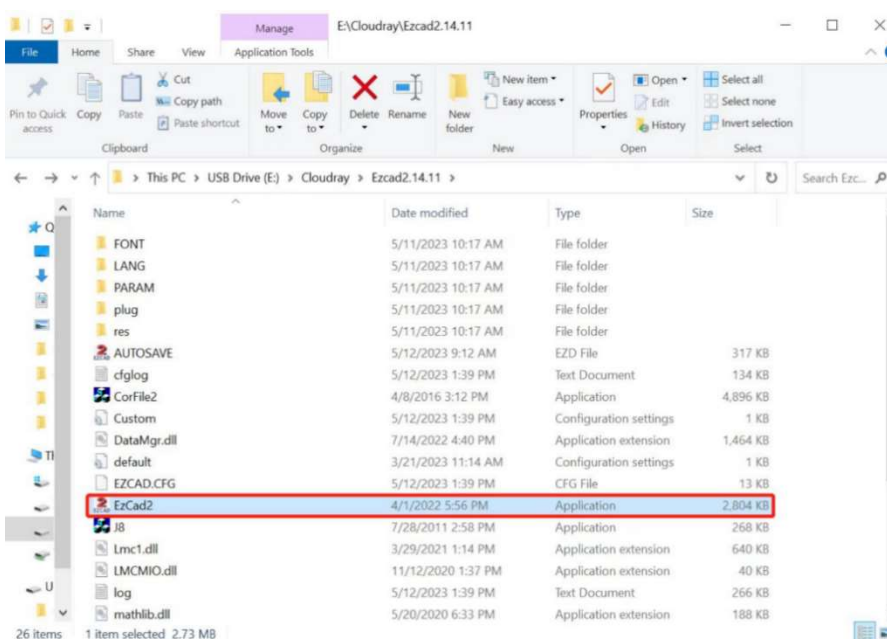 Manage E:\Cloudray\Ezcad2.14.11
File Home Share View Application Tools
Pin to Quick access
Copy
Paste
Cut
Copy path
Paste shortcut
Clipboard
Move to
Copy to
Delete
Rename
Organize
New folder
New item
Easy access
New
Properties
Open
Edit
History
Open
Select all
Select none
Invert selection
Select
This PC > USB Drive (E:) > Cloudray > Ezcad2.14.11 >
Search Ezc...
Name Date modified Type Size
FONT 5/11/2023 10:17 AM File folder
LANG 5/11/2023 10:17 AM File folder
PARAM 5/11/2023 10:17 AM File folder
plug 5/11/2023 10:17 AM File folder
res 5/11/2023 10:17 AM File folder
AUTOSAVE 5/12/2023 9:12 AM EZD File 317 KB
cfglog 5/12/2023 1:39 PM Text Document 134 KB
CorFile2 4/8/2016 3:12 PM Application 4,896 KB
Custom 5/12/2023 1:39 PM Configuration settings 1 KB
DataMgr.dll 7/14/2022 4:40 PM Application extension 1,464 KB
default 3/21/2023 11:14 AM Configuration settings 1 KB
EZCAD.CFG 5/12/2023 1:39 PM CFG File 13 KB
EzCad2 4/1/2022 5:56 PM Application 2,804 KB
J8 7/28/2011 2:58 PM Application 268 KB
Lmc1.dll 3/29/2021 1:14 PM Application extension 640 KB
LMCMIO.dll 11/12/2020 1:37 PM Application extension 40 KB
log 5/12/2023 1:39 PM Text Document 266 KB
mathlib.dll 5/20/2020 6:33 PM Application extension 188 KB
26 items 1 item selected 2.73 MB